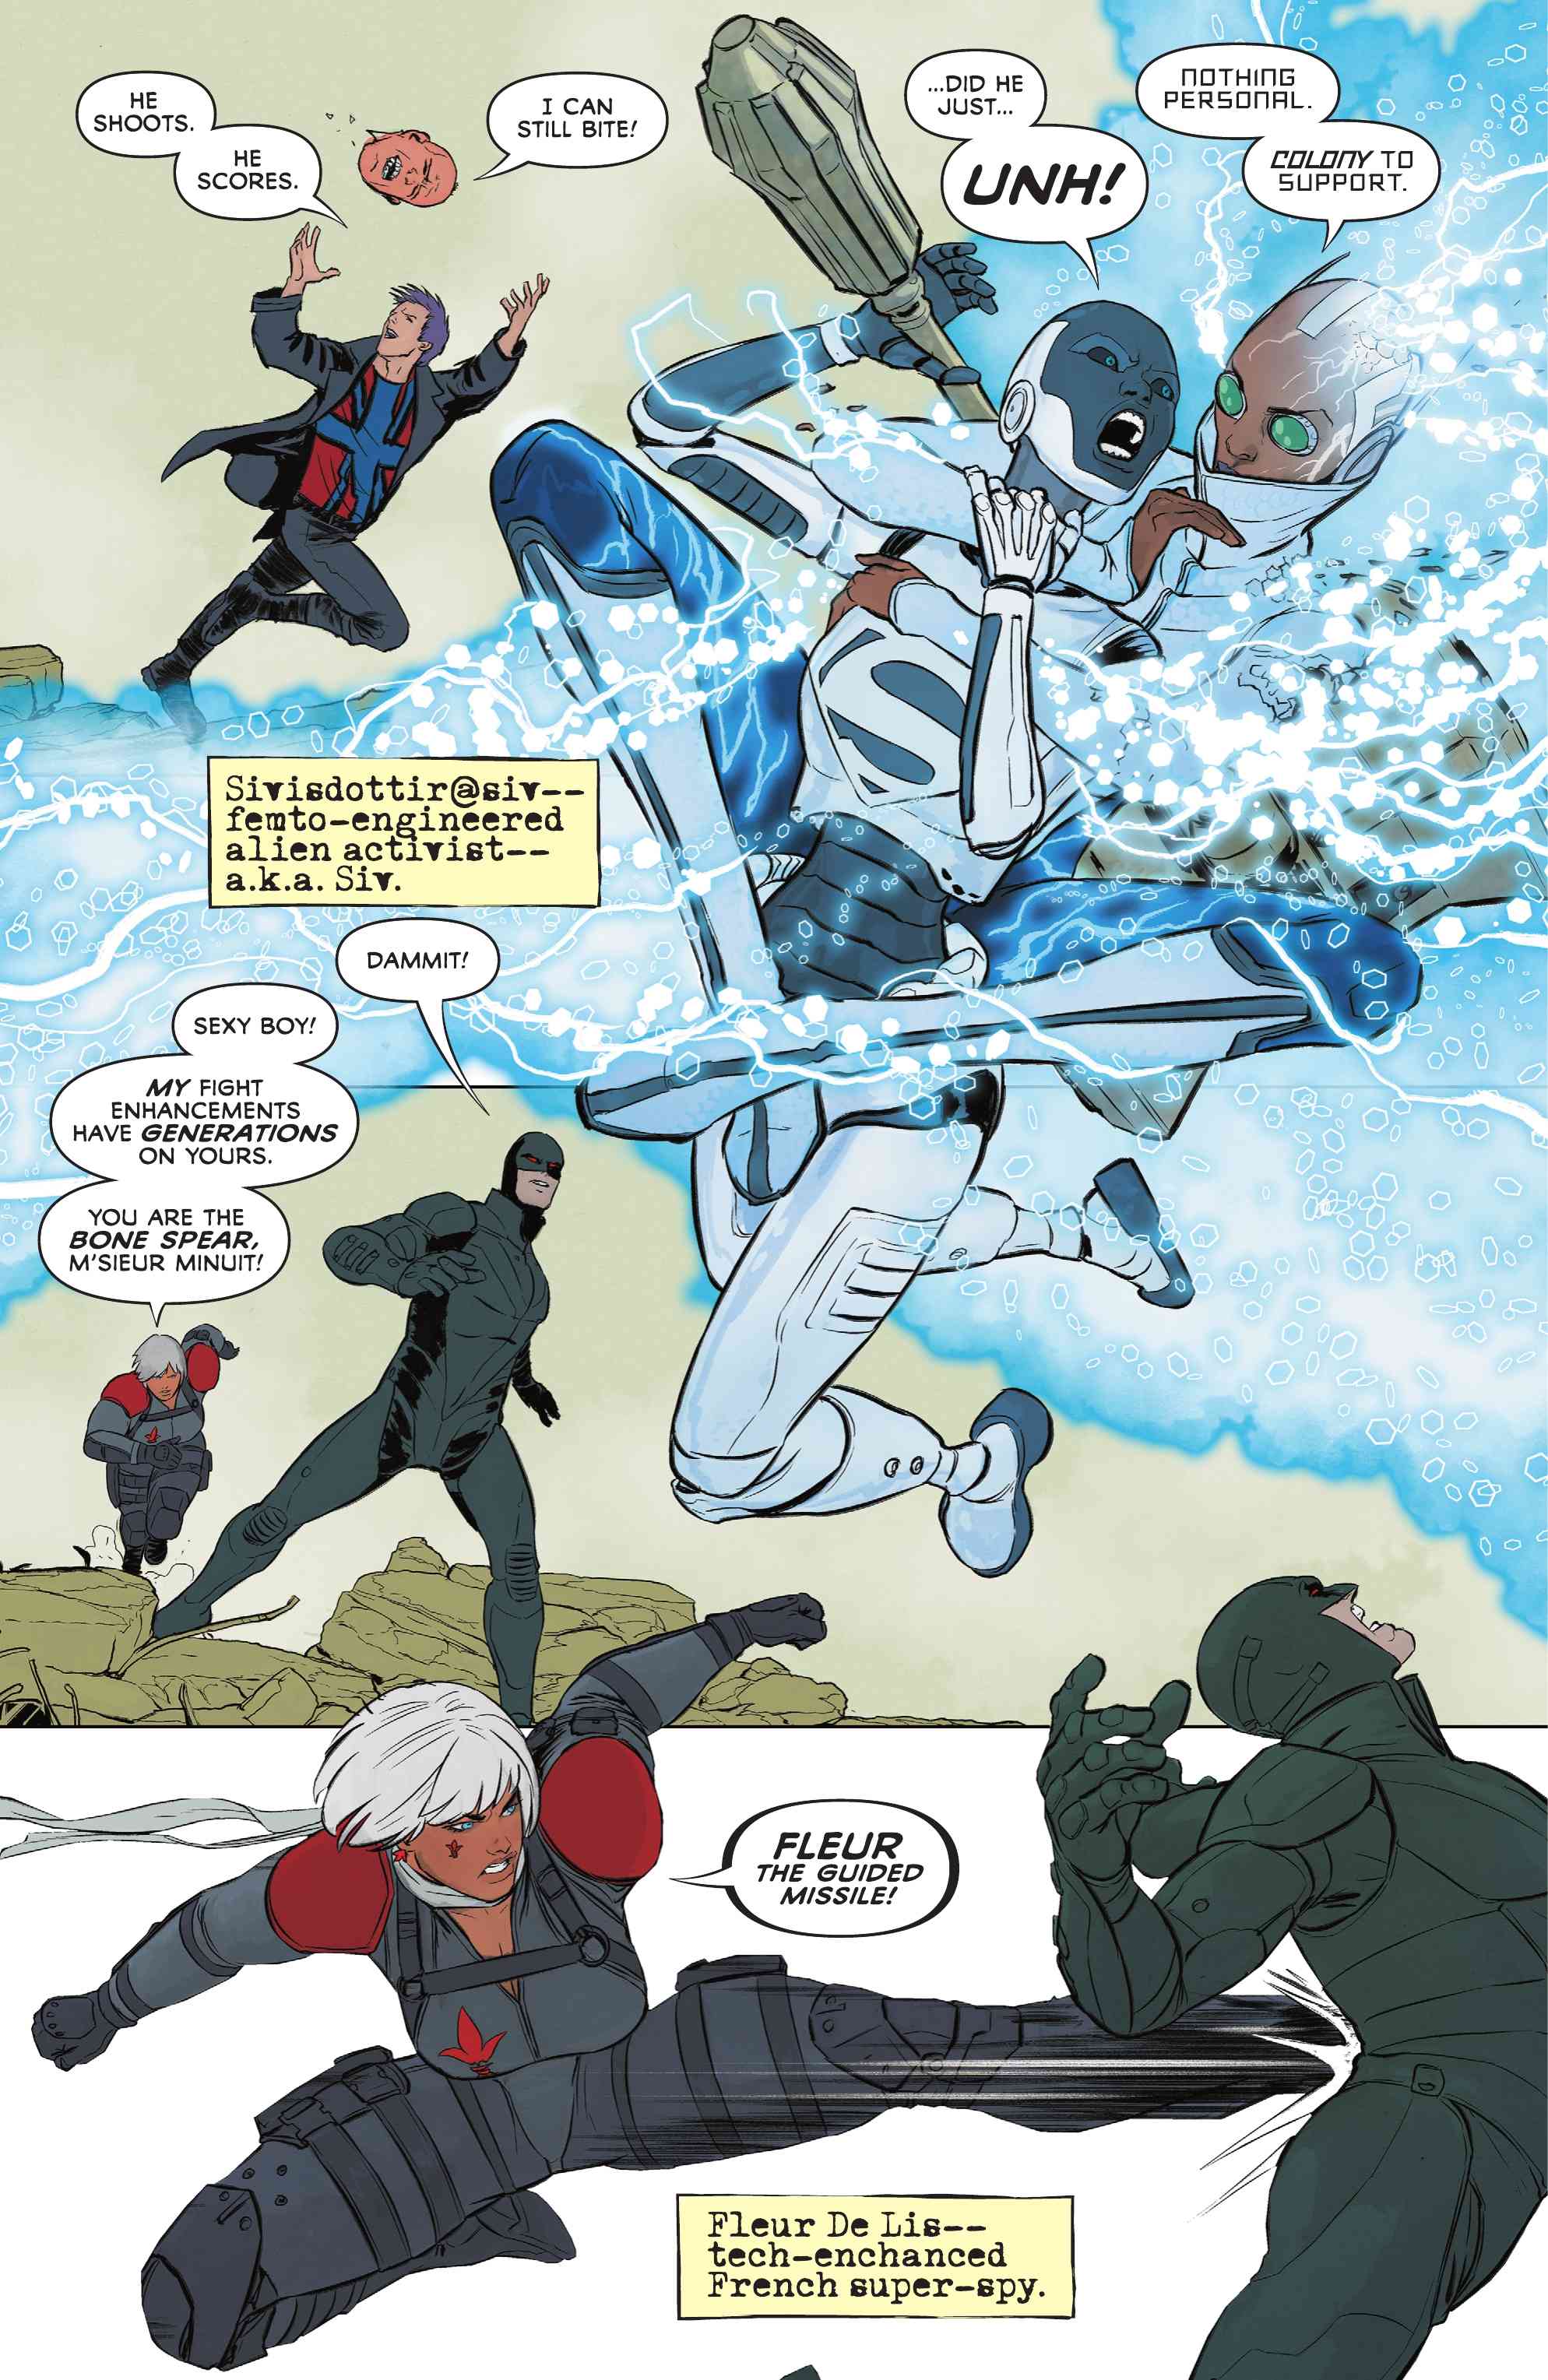 HE
SHOOTS.
HE
SCORES.
I CAN
STILL BITE!
...DID HE
JUST...
UNH!
NOTHING
PERSONAL.
COLONY TO
SUPPORT.
S
Sivisdottir@siv--
femto-engineered
alien activist--
a.k.a. Siv.
DAMMIT!
SEXY BOY!
MY FIGHT
ENHANCEMENTS
HAVE GENERATIONS
ON YOURS.
YOU ARE THE
BONE SPEAR,
M'SIEUR MINUIT!
FLEUR
THE GUIDED
MISSILE!
Fleur De Lis--
tech-enchanced
French super-spy.